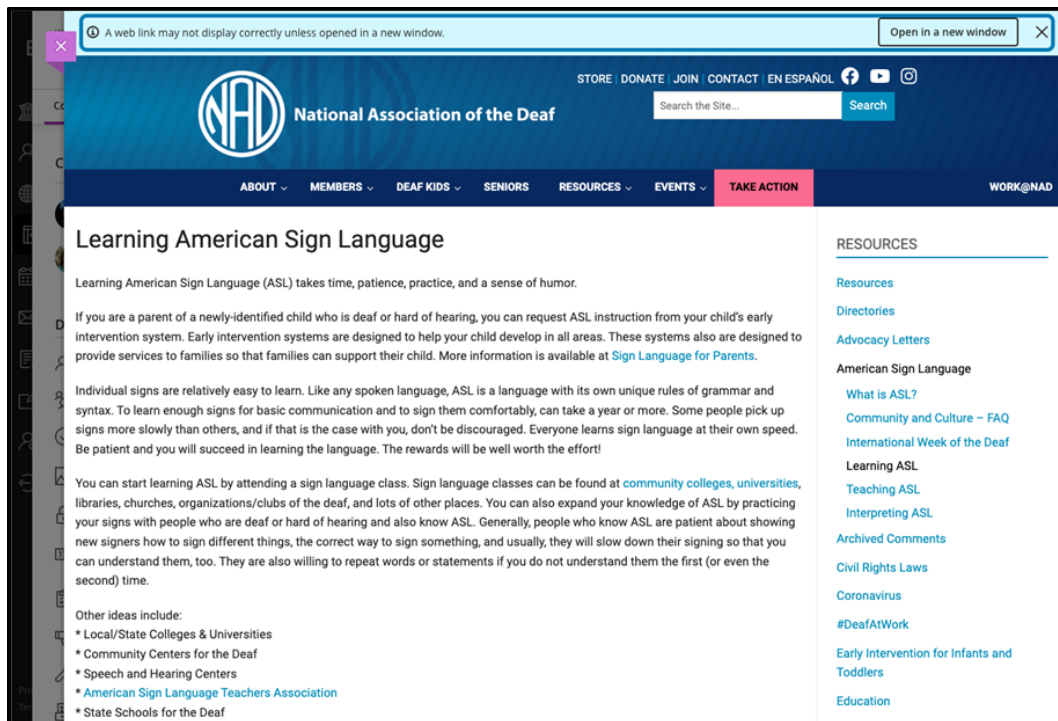 A web link may not display correctly unless opened in a new window.
Open in a new window
STORE | DONATE | JOIN | CONTACT | EN ESPAÑOL
NAD
National Association of the Deaf
Search the Site...
Search
ABOUT
MEMBERS
DEAF KIDS
SENIORS
RESOURCES
EVENTS
TAKE ACTION
WORK@NAD
Learning American Sign Language
Learning American Sign Language (ASL) takes time, patience, practice, and a sense of humor.
If you are a parent of a newly-identified child who is deaf or hard of hearing, you can request ASL instruction from your child's early
intervention system. Early intervention systems are designed to help your child develop in all areas. These systems also are designed to
provide services to families so that families can support their child. More information is available at Sign Language for Parents.
Individual signs are relatively easy to learn. Like any spoken language, ASL is a language with its own unique rules of grammar and
syntax. To learn enough signs for basic communication and to sign them comfortably, can take a year or more. Some people pick up
signs more slowly than others, and if that is the case with you, don't be discouraged. Everyone learns sign language at their own speed.
Be patient and you will succeed in learning the language. The rewards will be well worth the effort!
You can start learning ASL by attending a sign language class. Sign language classes can be found at community colleges, universities,
libraries, churches, organizations/clubs of the deaf, and lots of other places. You can also expand your knowledge of ASL by practicing
your signs with people who are deaf or hard of hearing and also know ASL. Generally, people who know ASL are patient about showing
new signers how to sign different things, the correct way to sign something, and usually, they will slow down their signing so that you
can understand them, too. They are also willing to repeat words or statements if you do not understand them the first (or even the
second) time.
Other ideas include:
* Local/State Colleges & Universities
* Community Centers for the Deaf
* Speech and Hearing Centers
* American Sign Language Teachers Association
* State Schools for the Deaf
RESOURCES
Resources
Directories
Advocacy Letters
American Sign Language
What is ASL?
Community and Culture – FAQ
International Week of the Deaf
Learning ASL
Teaching ASL
Interpreting ASL
Archived Comments
Civil Rights Laws
Coronavirus
#DeafAtWork
Early Intervention for Infants and
Toddlers
Education